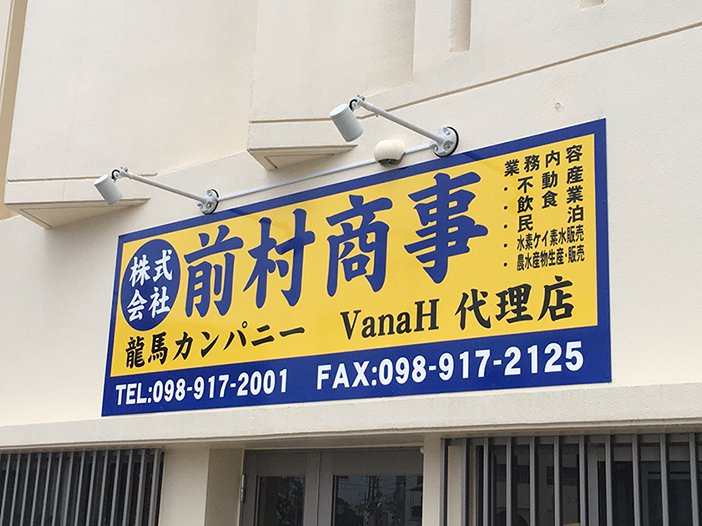 株式
会社
前村商事
業務内容
・不動産
・飲食業
・民泊
・水素ケイ素水販売
・農水産物生産・販売
龍馬カンパニー VanaH 代理店
TEL:098-917-2001 FAX:098-917-2125